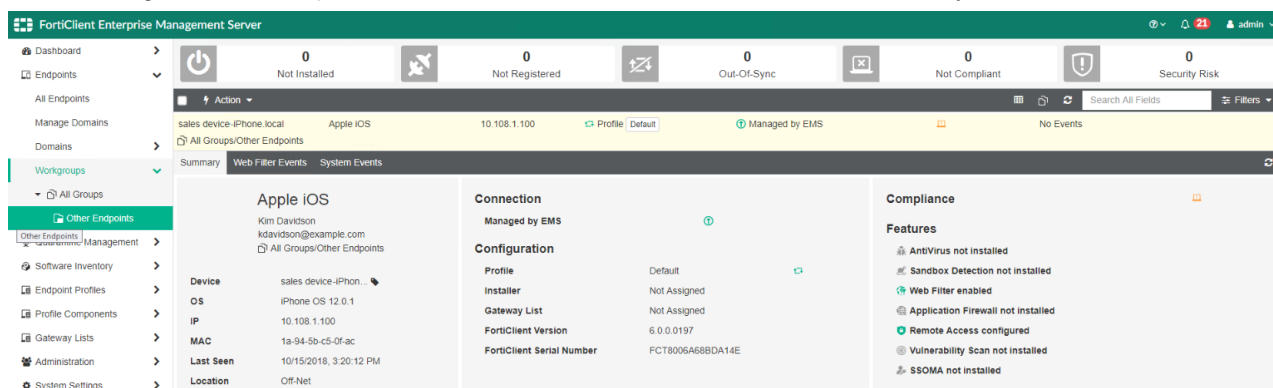 FortiClient Enterprise Management Server
21
admin
Dashboard
Endpoints
All Endpoints
Manage Domains
Domains
Workgroups
All Groups
Other Endpoints
Other Endpoints
Management
Software Inventory
Endpoint Profiles
Profile Components
Gateway Lists
Administration
System Settings
0
Not Installed
0
Not Registered
0
Out-Of-Sync
0
Not Compliant
0
Security Risk
Action
Search All Fields
Filters
sales device-iPhone.local Apple iOS 10.108.1.100 Profile Default Managed by EMS No Events
All Groups/Other Endpoints
Summary Web Filter Events System Events
Apple iOS
Kim Davidson
kdavidson@example.com
All Groups/Other Endpoints
Device sales device-iPhon...
OS iPhone OS 12.0.1
IP 10.108.1.100
MAC 1a-94-5b-c5-0f-ac
Last Seen 10/15/2018, 3:20:12 PM
Location Off-Net
Connection
Managed by EMS
Configuration
Profile Default
Installer Not Assigned
Gateway List Not Assigned
FortiClient Version 6.0.0.0197
FortiClient Serial Number FCT8006A68BDA14E
Compliance
Features
AntiVirus not installed
Sandbox Detection not installed
Web Filter enabled
Application Firewall not installed
Remote Access configured
Vulnerability Scan not installed
SSOMA not installed